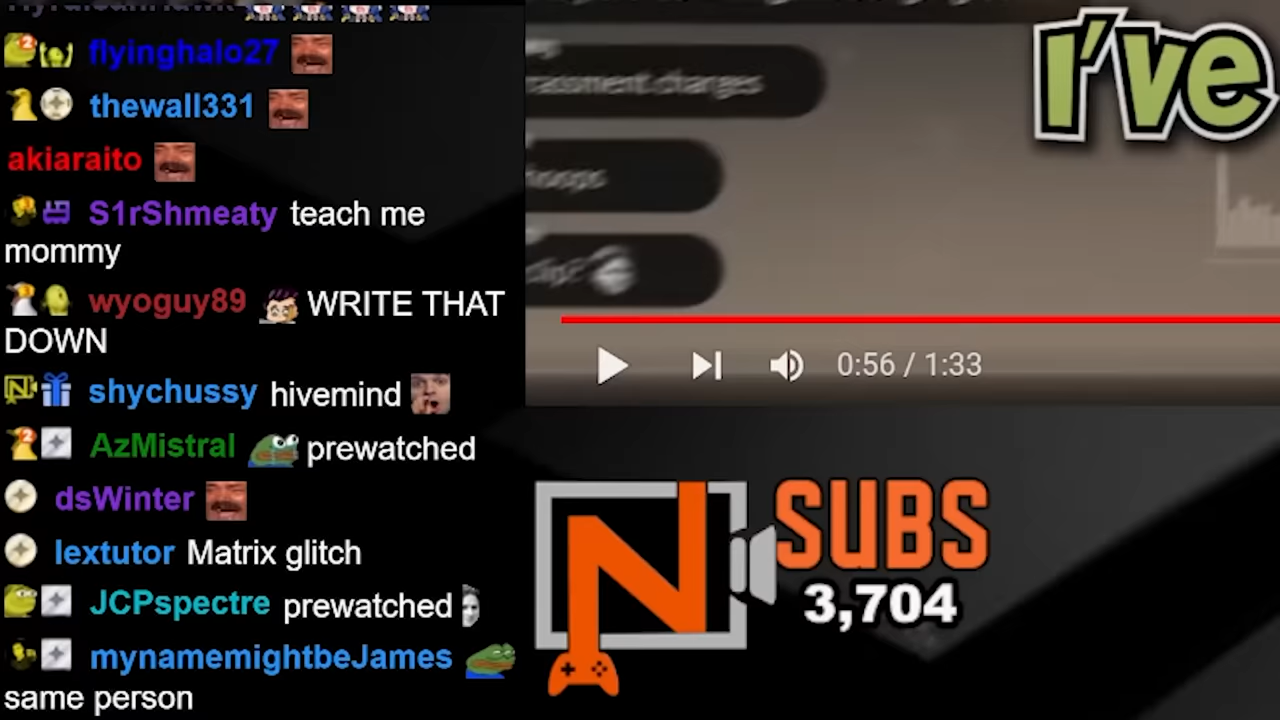 flyinghalo27
thewall331
akiaraito
S1rShmeaty teach me
mommy
wyoguy89 WRITE THAT
DOWN
shychussy hivemind
AzMistral prewatched
dsWinter
lextutor Matrix glitch
JCPspectre prewatched
mynamemightbeJames
same person
I've
charges
0:56 / 1:33
N
SUBS
3,704